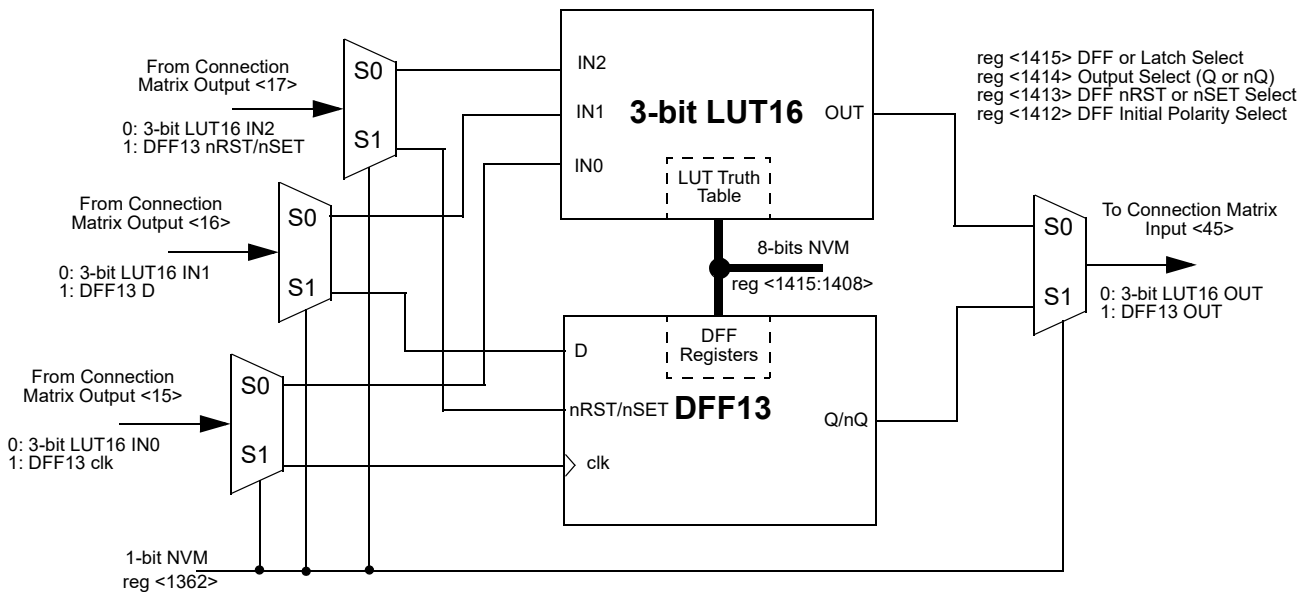 From Connection
Matrix Output <17>
0: 3-bit LUT16 IN2
1: DFF13 nRST/nSET
S0
S1
From Connection
Matrix Output <16>
0: 3-bit LUT16 IN1
1: DFF13 D
S0
S1
From Connection
Matrix Output <15>
0: 3-bit LUT16 IN0
1: DFF13 clk
S0
S1
1-bit NVM
reg <1362>
IN2
IN1
IN0
3-bit LUT16
OUT
LUT Truth
Table
8-bits NVM
reg <1415:1408>
DFF
Registers
D
nRST/nSET
DFF13
Q/nQ
clk
reg <1415> DFF or Latch Select
reg <1414> Output Select (Q or nQ)
reg <1413> DFF nRST or nSET Select
reg <1412> DFF Initial Polarity Select
S0
S1
To Connection Matrix
Input <45>
0: 3-bit LUT16 OUT
1: DFF13 OUT